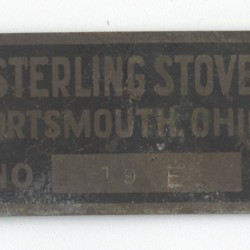 STERLING STOVE
ORTSMOUTH, OHI
NO 19 E